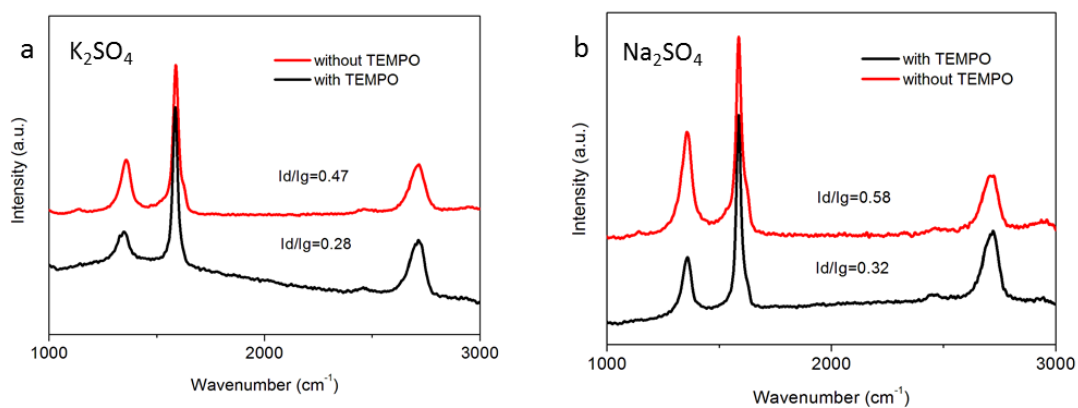 a
K₂SO₄
without TEMPO
with TEMPO
Id/Ig=0.47
Id/Ig=0.28
Intensity (a.u.)
1000
2000
3000
Wavenumber (cm⁻¹)
b
Na₂SO₄
with TEMPO
without TEMPO
Id/Ig=0.58
Id/Ig=0.32
Intensity (a.u.)
1000
2000
3000
Wavenumber (cm⁻¹)